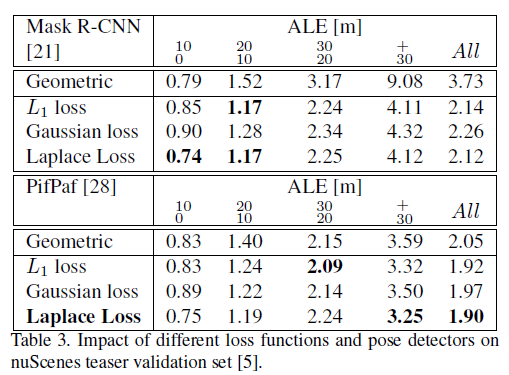 Mask R-CNN [21] ALE [m]
10 0 20 10 30 20 + 30 All
Geometric 0.79 1.52 3.17 9.08 3.73
L1 loss 0.85 1.17 2.24 4.11 2.14
Gaussian loss 0.90 1.28 2.34 4.32 2.26
Laplace Loss 0.74 1.17 2.25 4.12 2.12
PifPaf [28] ALE [m]
10 0 20 10 30 20 + 30 All
Geometric 0.83 1.40 2.15 3.59 2.05
L1 loss 0.83 1.24 2.09 3.32 1.92
Gaussian loss 0.89 1.22 2.14 3.50 1.97
Laplace Loss 0.75 1.19 2.24 3.25 1.90
Table 3. Impact of different loss functions and pose detectors on
nuScenes teaser validation set [5].